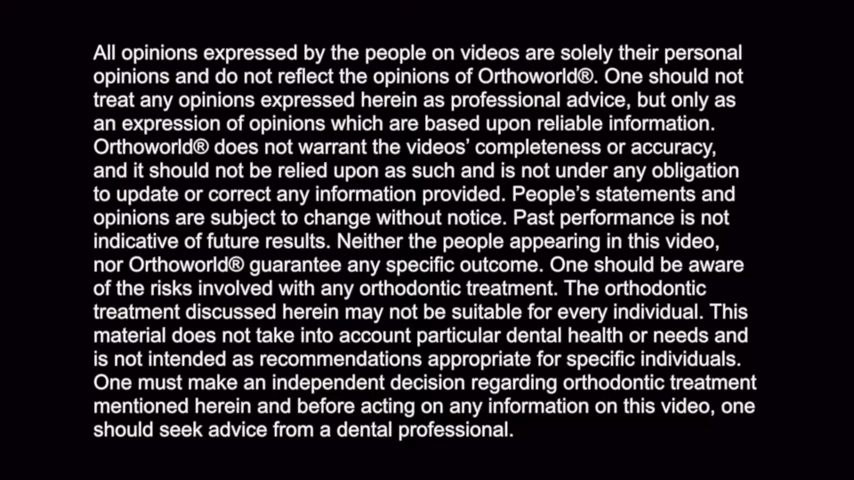 All opinions expressed by the people on videos are solely their personal
opinions and do not reflect the opinions of Orthoworld®. One should not
treat any opinions expressed herein as professional advice, but only as
an expression of opinions which are based upon reliable information.
Orthoworld® does not warrant the videos’ completeness or accuracy,
and it should not be relied upon as such and is not under any obligation
to update or correct any information provided. People’s statements and
opinions are subject to change without notice. Past performance is not
indicative of future results. Neither the people appearing in this video,
nor Orthoworld® guarantee any specific outcome. One should be aware
of the risks involved with any orthodontic treatment. The orthodontic
treatment discussed herein may not be suitable for every individual. This
material does not take into account particular dental health or needs and
is not intended as recommendations appropriate for specific individuals.
One must make an independent decision regarding orthodontic treatment
mentioned herein and before acting on any information on this video, one
should seek advice from a dental professional.